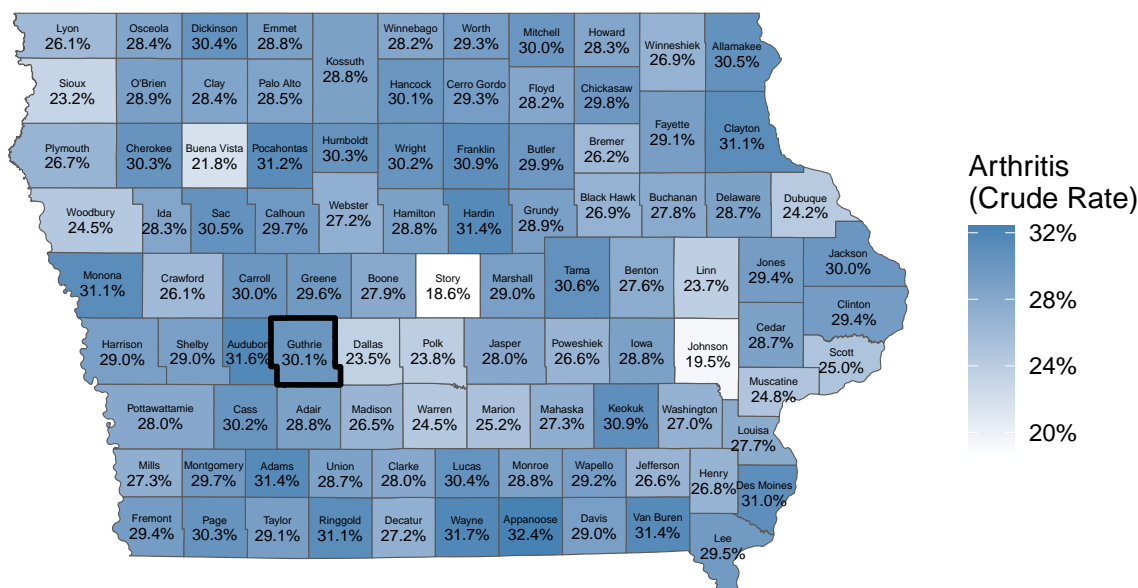 Lyon
26.1%
Osceola
28.4%
Dickinson
30.4%
Emmet
28.8%
Kossuth
28.8%
Winnebago
28.2%
Worth
29.3%
Mitchell
30.0%
Howard
28.3%
Winneshiek
26.9%
Allamakee
30.5%
Sioux
23.2%
O'Brien
28.9%
Clay
28.4%
Palo Alto
28.5%
Hancock
30.1%
Cerro Gordo
29.3%
Floyd
28.2%
Chickasaw
29.8%
Fayette
29.1%
Clayton
31.1%
Plymouth
26.7%
Cherokee
30.3%
Buena Vista
21.8%
Pocahontas
31.2%
Humboldt
30.3%
Wright
30.2%
Franklin
30.9%
Butler
29.9%
Bremer
26.2%
Woodbury
24.5%
Ida
28.3%
Sac
30.5%
Calhoun
29.7%
Webster
27.2%
Hamilton
28.8%
Hardin
31.4%
Grundy
28.9%
Black Hawk
26.9%
Buchanan
27.8%
Delaware
28.7%
Dubuque
24.2%
Monona
31.1%
Crawford
26.1%
Carroll
30.0%
Greene
29.6%
Boone
27.9%
Story
18.6%
Marshall
29.0%
Tama
30.6%
Benton
27.6%
Linn
23.7%
Jones
29.4%
Jackson
30.0%
Clinton
29.4%
Harrison
29.0%
Shelby
29.0%
Audubon
31.6%
Guthrie
30.1%
Dallas
23.5%
Polk
23.8%
Jasper
28.0%
Poweshiek
26.6%
Iowa
28.8%
Johnson
19.5%
Cedar
28.7%
Scott
25.0%
Muscatine
24.8%
Pottawattamie
28.0%
Cass
30.2%
Adair
28.8%
Madison
26.5%
Warren
24.5%
Marion
25.2%
Mahaska
27.3%
Keokuk
30.9%
Washington
27.0%
Louisa
27.7%
Mills
27.3%
Montgomery
29.7%
Adams
31.4%
Union
28.7%
Clarke
28.0%
Lucas
30.4%
Monroe
28.8%
Wapello
29.2%
Jefferson
26.6%
Henry
26.8%
Des Moines
31.0%
Fremont
29.4%
Page
30.3%
Taylor
29.1%
Ringgold
31.1%
Decatur
27.2%
Wayne
31.7%
Appanoose
32.4%
Davis
29.0%
Van Buren
31.4%
Lee
29.5%
Arthritis
(Crude Rate)
32%
28%
24%
20%